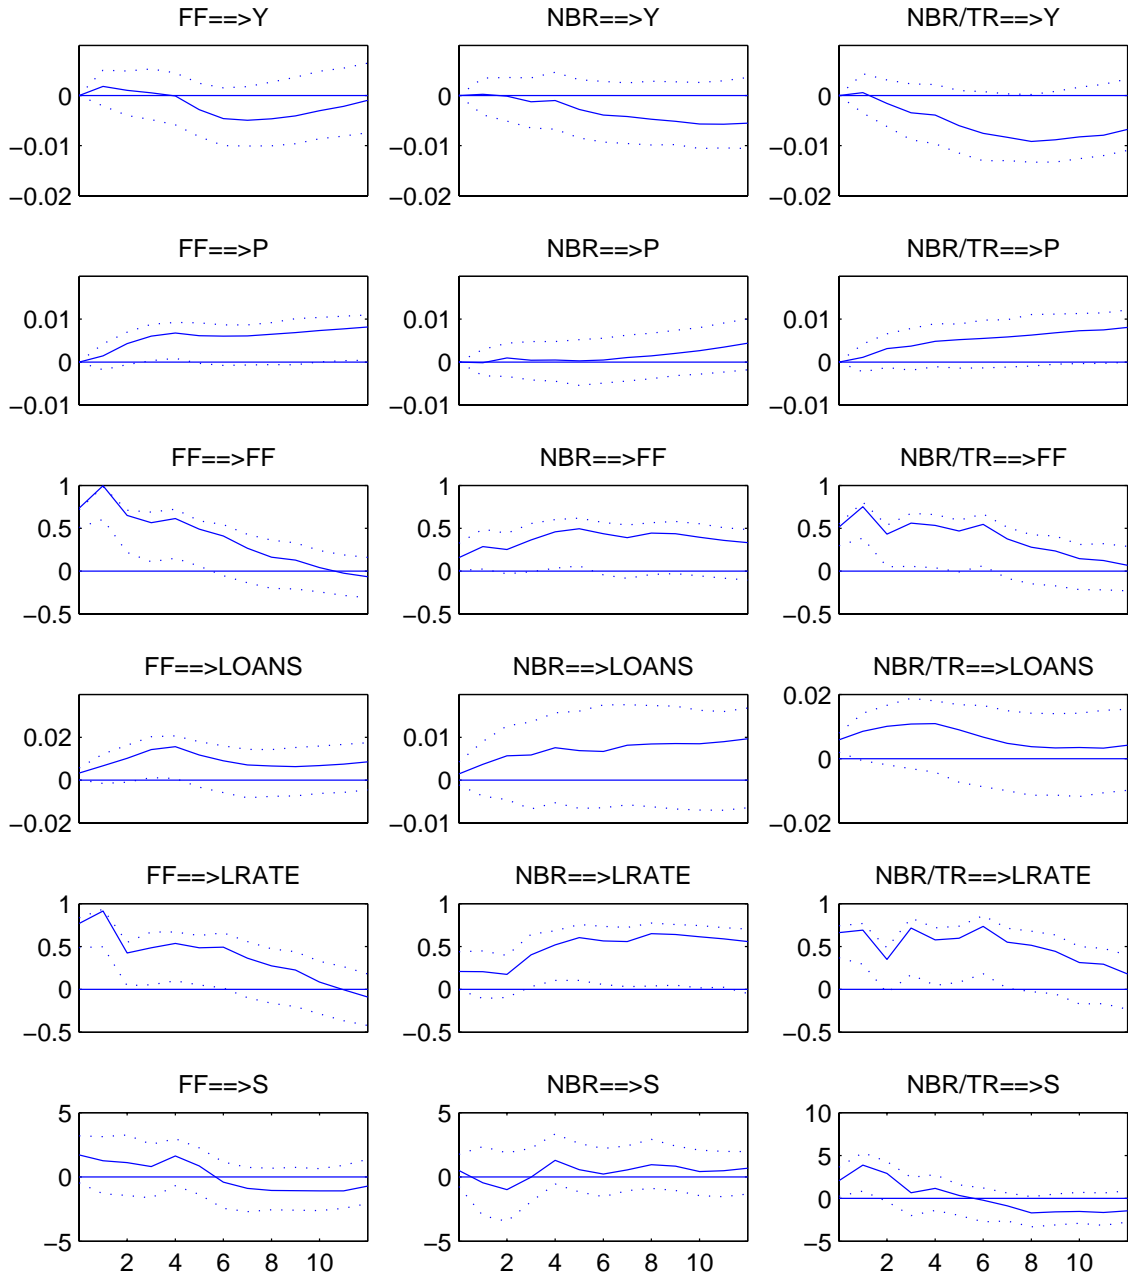 FF==>Y NBR==>Y NBR/TR==>Y
0 0 0
−0.01 −0.01 −0.01
−0.02 −0.02 −0.02
FF==>P NBR==>P NBR/TR==>P
0.01 0.01 0.01
0 0 0
−0.01 −0.01 −0.01
FF==>FF NBR==>FF NBR/TR==>FF
1 1 1
0.5 0.5 0.5
0 0 0
−0.5 −0.5 −0.5
FF==>LOANS NBR==>LOANS NBR/TR==>LOANS
0.02 0.01 0.02
0 0 0
−0.02 −0.01 −0.02
FF==>LRATE NBR==>LRATE NBR/TR==>LRATE
1 1 1
0.5 0.5 0.5
0 0 0
−0.5 −0.5 −0.5
FF==>S NBR==>S NBR/TR==>S
5 5 10
0 0 5
−5 −5 0
−5
2 4 6 8 10 2 4 6 8 10 2 4 6 8 10